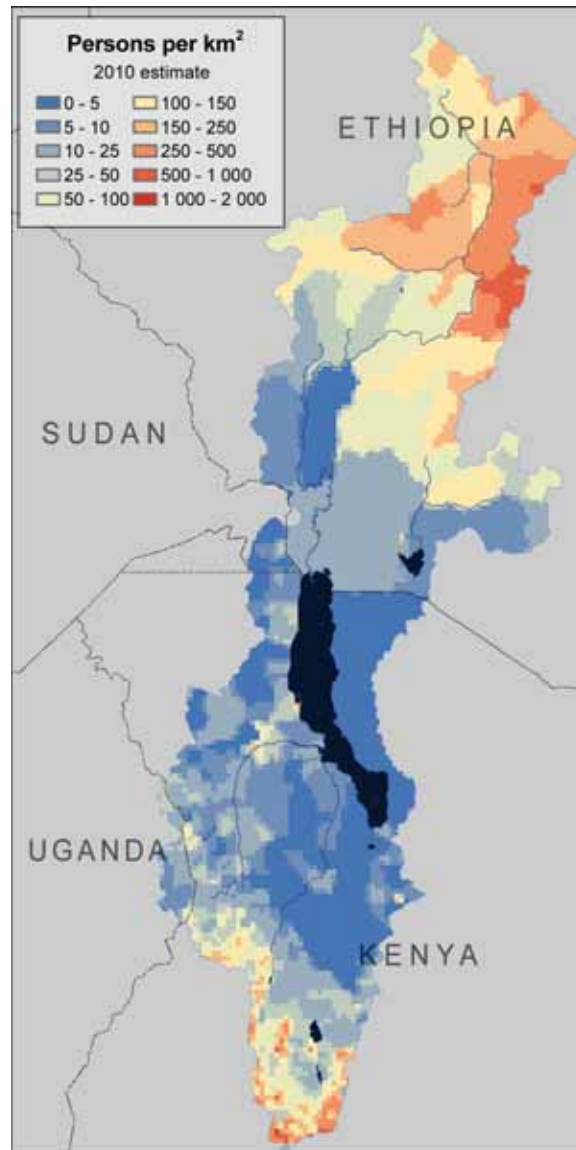 Persons per km²
2010 estimate
0 - 5
5 - 10
10 - 25
25 - 50
50 - 100
100 - 150
150 - 250
250 - 500
500 - 1 000
1 000 - 2 000
ETHIOPIA
SUDAN
UGANDA
KENYA